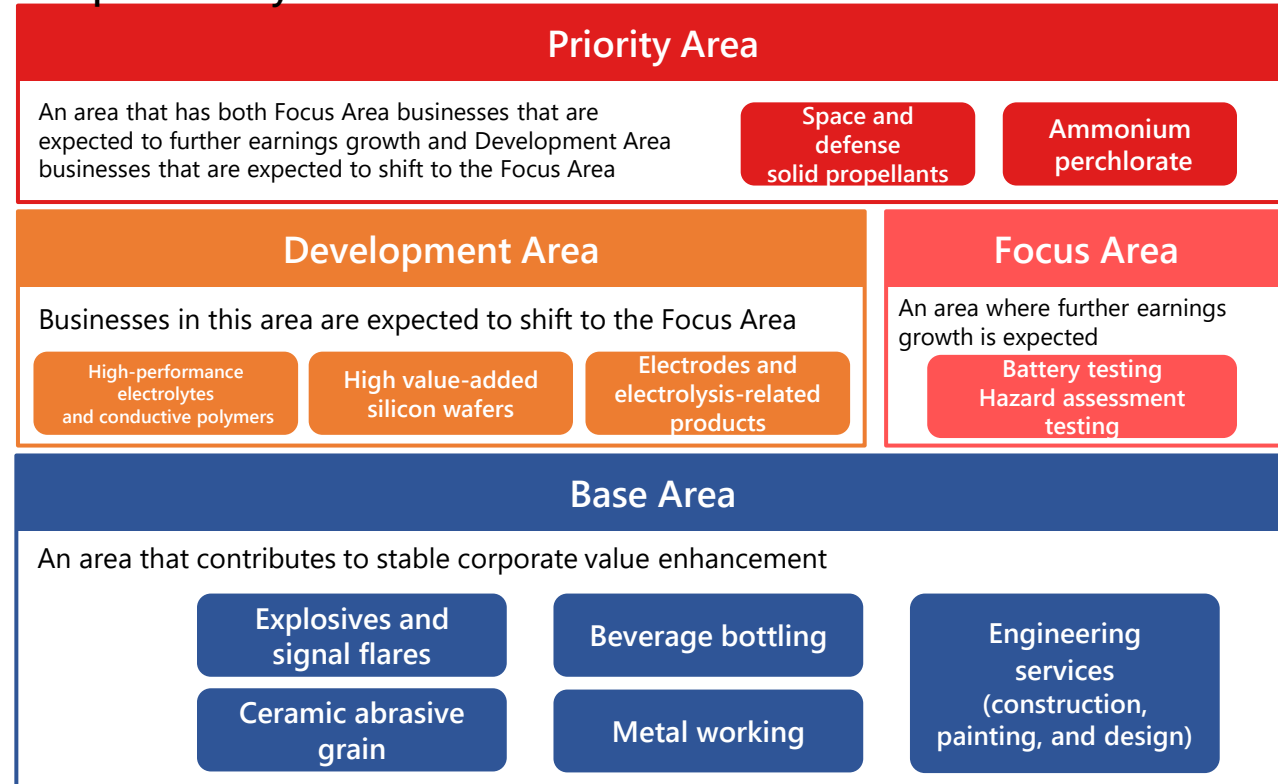 Priority Area
An area that has both Focus Area businesses that are
expected to further earnings growth and Development Area
businesses that are expected to shift to the Focus Area
Space and
defense
solid propellants
Ammonium
perchlorate
Development Area
Businesses in this area are expected to shift to the Focus Area
High-performance
electrolytes
and conductive polymers
High value-added
silicon wafers
Electrodes and
electrolysis-related
products
Focus Area
An area where further earnings
growth is expected
Battery testing
Hazard assessment
testing
Base Area
An area that contributes to stable corporate value enhancement
Explosives and
signal flares
Beverage bottling
Engineering
services
(construction,
painting, and design)
Ceramic abrasive
grain
Metal working